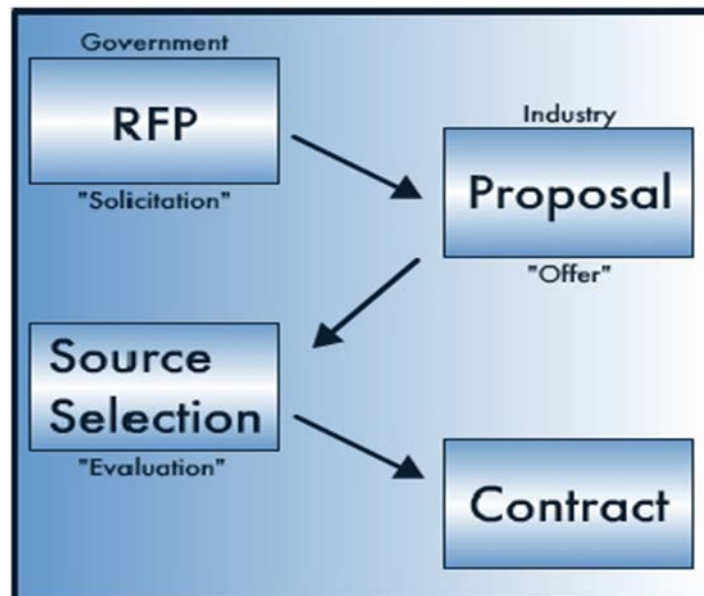 Government
RFP
"Solicitation"
Industry
Proposal
"Offer"
Source
Selection
"Evaluation"
Contract